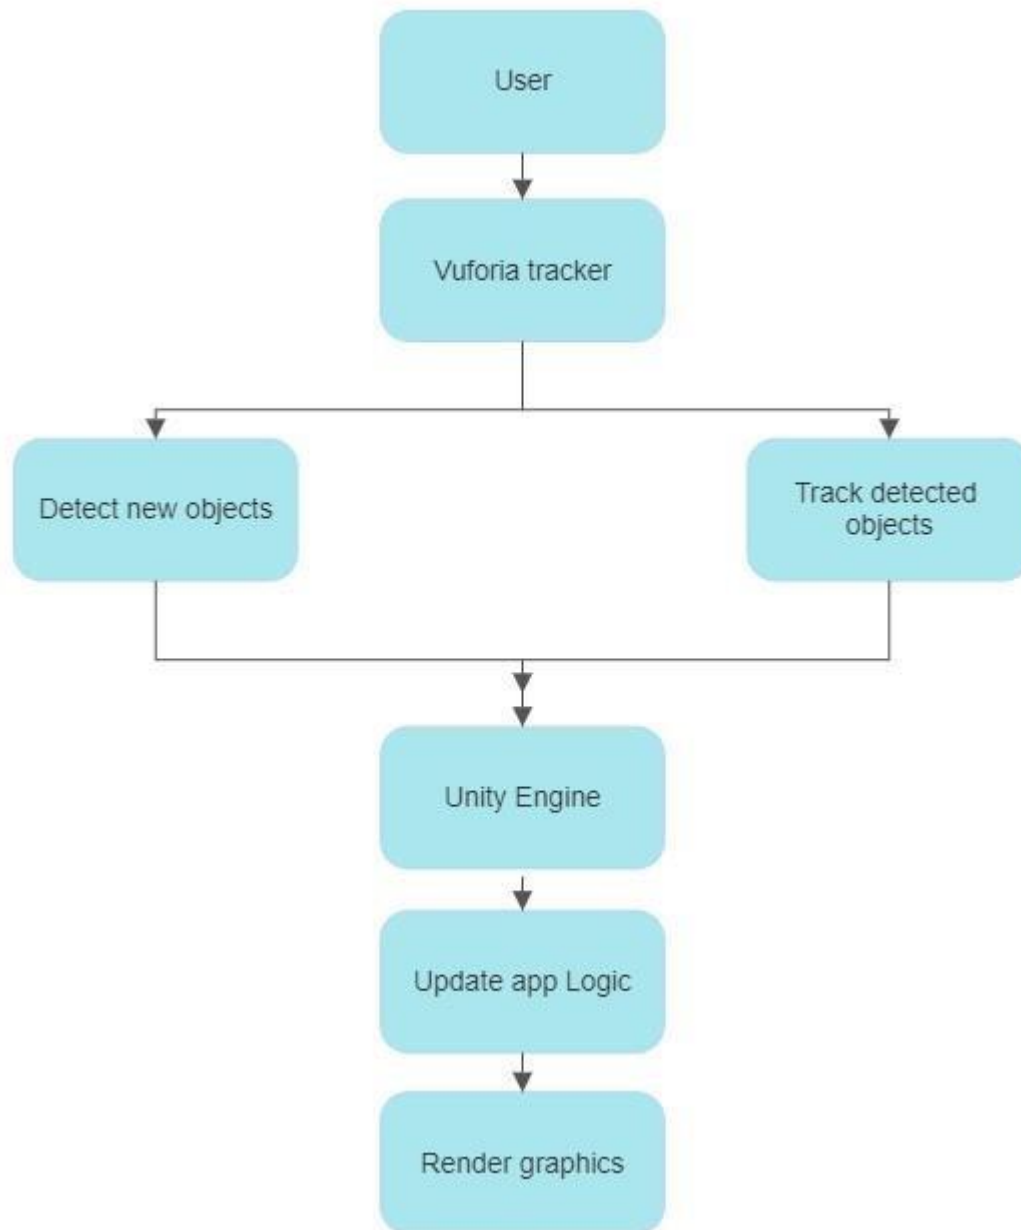 User
Vuforia tracker
Detect new objects
Track detected
objects
Unity Engine
Update app Logic
Render graphics